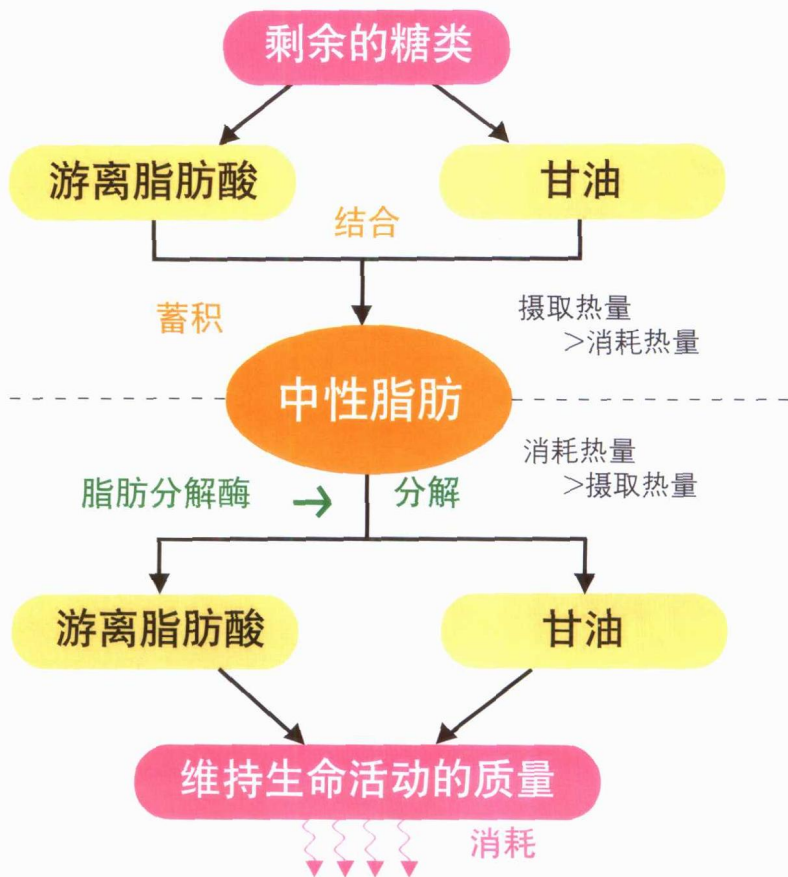 剩余的糖类
游离脂肪酸
甘油
结合
蓄积
摄取热量
>消耗热量
中性脂肪
消耗热量
>摄取热量
脂肪分解酶
分解
游离脂肪酸
甘油
维持生命活动的质量
消耗